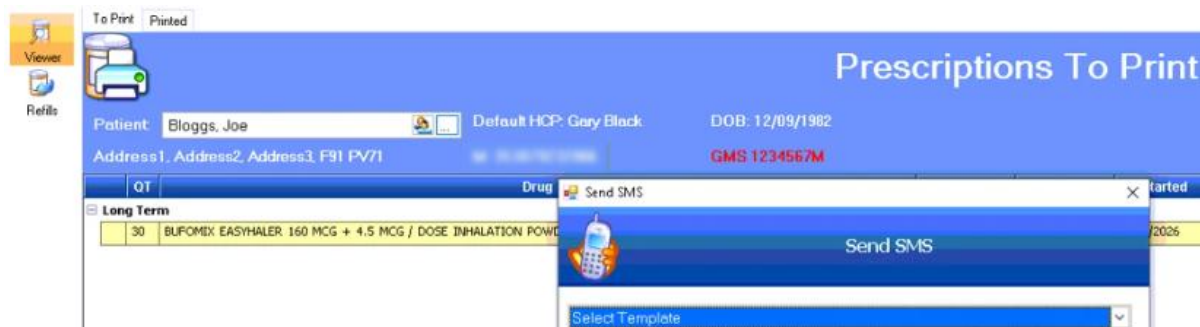 To Print Printed
Viewer
Refills
Prescriptions To Print
Patient: Bloggs, Joe ... Default HCP: Gary Black DOB: 12/09/1982
Address1, Address2, Address3, F91 PV71 GMS 1234567M
QT Drug tarted
Long Term
30 BUFOMIX EASYHALER 160 MCG + 4.5 MCG / DOSE INHALATION POWD /2026
Send SMS
Send SMS
Select Template